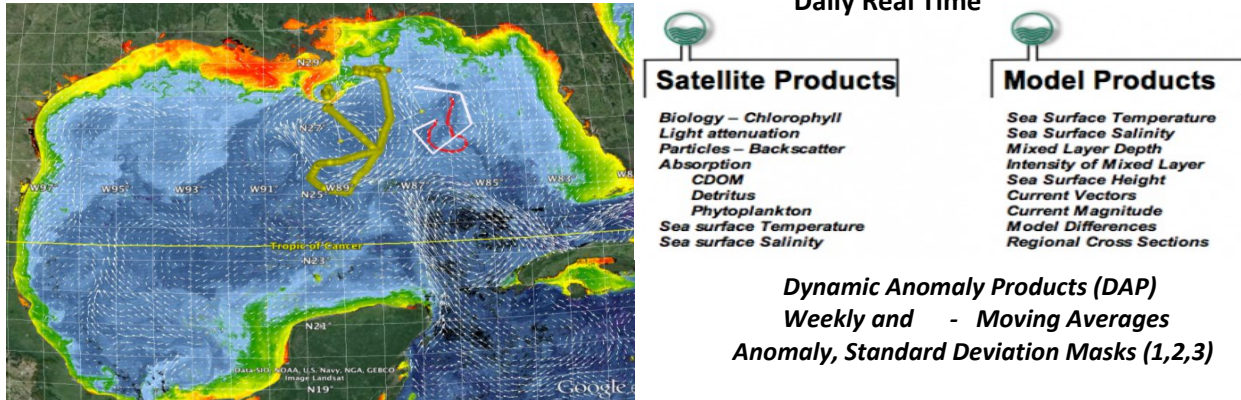 Daily Real Time
Satellite Products
Biology – Chlorophyll
Light attenuation
Particles – Backscatter
Absorption
CDOM
Detritus
Phytoplankton
Sea surface Temperature
Sea surface Salinity
Model Products
Sea Surface Temperature
Sea Surface Salinity
Mixed Layer Depth
Intensity of Mixed Layer
Sea Surface Height
Current Vectors
Current Magnitude
Model Differences
Regional Cross Sections
Dynamic Anomaly Products (DAP)
Weekly and - Moving Averages
Anomaly, Standard Deviation Masks (1,2,3)
N29°
N27°
W97° W95° W93° W91° W89° W87° W85° W83°
N25°
Tropic of Cancer
N23°
N21°
Data SIO, NOAA, U.S. Navy, NGA, GEBCO
Image Landsat
N19°
Google